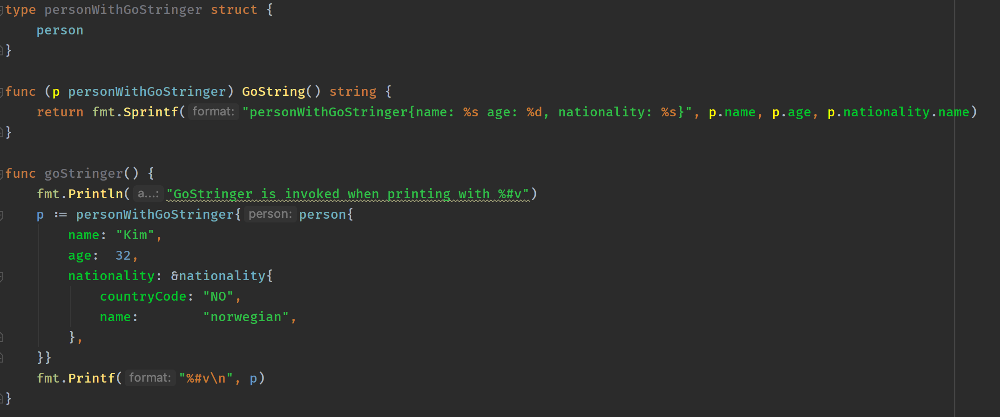 type personWithGoStringer struct {
    person
}

func (p personWithGoStringer) GoString() string {
    return fmt.Sprintf( format: "personWithGoStringer{name: %s age: %d, nationality: %s}", p.name, p.age, p.nationality.name)
}

func goStringer() {
    fmt.Println( a...: "GoStringer is invoked when printing with %#v")
    p := personWithGoStringer{ person: person{
        name: "Kim",
        age:  32,
        nationality: &nationality{
            countryCode: "NO",
            name:        "norwegian",
        },
    }}
    fmt.Printf( format: "%#v\n", p)
}